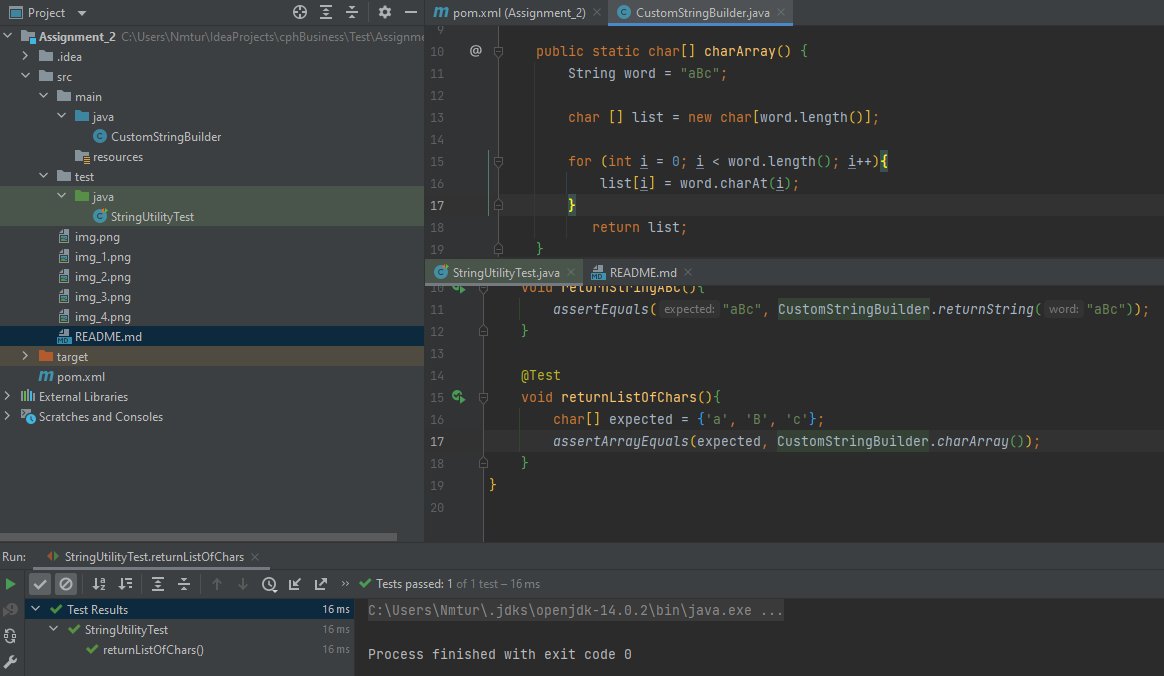 Project
Assignment_2 C:\Users\Nmtur\IdeaProjects\cphBusiness\Test\Assignme
.idea
src
main
java
CustomStringBuilder
resources
test
java
StringUtilityTest
img.png
img_1.png
img_2.png
img_3.png
img_4.png
README.md
target
pom.xml
External Libraries
Scratches and Consoles
pom.xml (Assignment_2) CustomStringBuilder.java
9
10 @ public static char[] charArray() {
11 String word = "aBc";
12
13 char [] list = new char[word.length()];
14
15 for (int i = 0; i < word.length(); i++){
16 list[i] = word.charAt(i);
17 }
18 return list;
19 }
StringUtilityTest.java README.md
10 void returnStringABC(){
11 assertEquals( expected: "aBc", CustomStringBuilder.returnString( word: "aBc"));
12 }
13
14 @Test
15 void returnListOfChars(){
16 char[] expected = {'a', 'B', 'c'};
17 assertArrayEquals(expected, CustomStringBuilder.charArray());
18 }
19 }
20
Run: StringUtilityTest.returnListOfChars
Tests passed: 1 of 1 test – 16 ms
Test Results 16 ms
StringUtilityTest 16 ms
returnListOfChars() 16 ms
C:\Users\Nmtur\.jdks\openjdk-14.0.2\bin\java.exe ...
Process finished with exit code 0